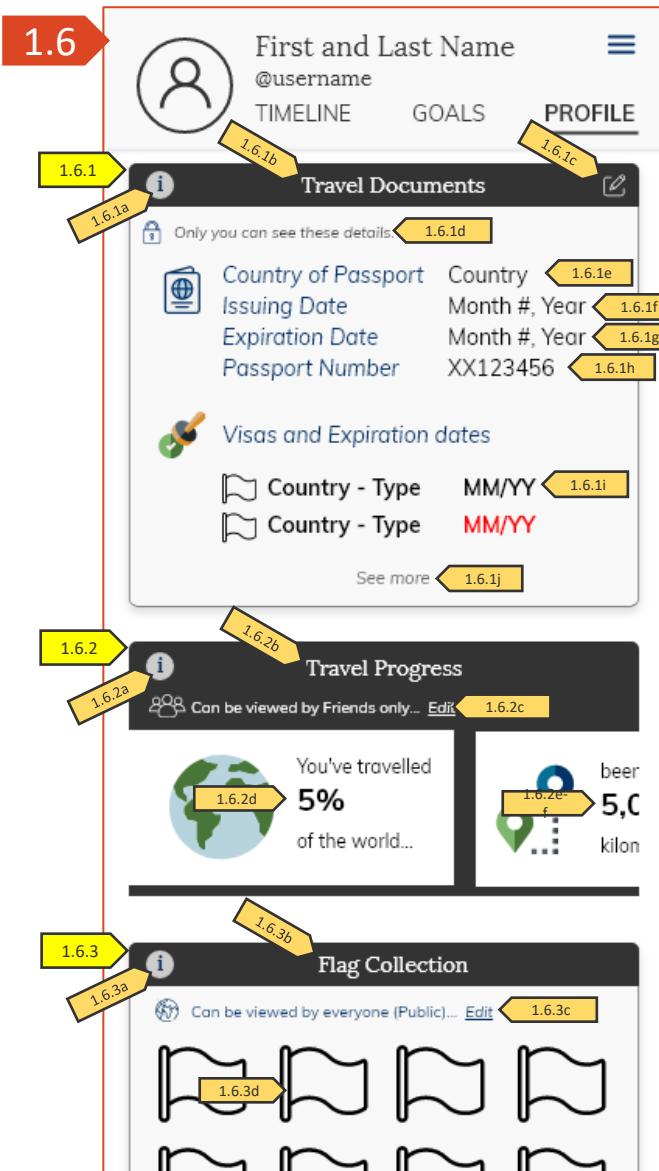 1.6
First and Last Name
@username
TIMELINE GOALS PROFILE
1.6.1b
1.6.1c
1.6.1
i Travel Documents
1.6.1a
Only you can see these details. 1.6.1d
Country of Passport Country 1.6.1e
Issuing Date Month #, Year 1.6.1f
Expiration Date Month #, Year 1.6.1g
Passport Number XX123456 1.6.1h
Visas and Expiration dates
Country - Type MM/YY 1.6.1i
Country - Type MM/YY
See more 1.6.1j
1.6.2b
1.6.2
i Travel Progress
1.6.2a
Can be viewed by Friends only... Edit 1.6.2c
You've travelled
1.6.2d 5%
of the world...
been
1.6.2e-f 5,0
kilom
1.6.3b
1.6.3
i Flag Collection
1.6.3a
Can be viewed by everyone (Public)... Edit 1.6.3c
1.6.3d